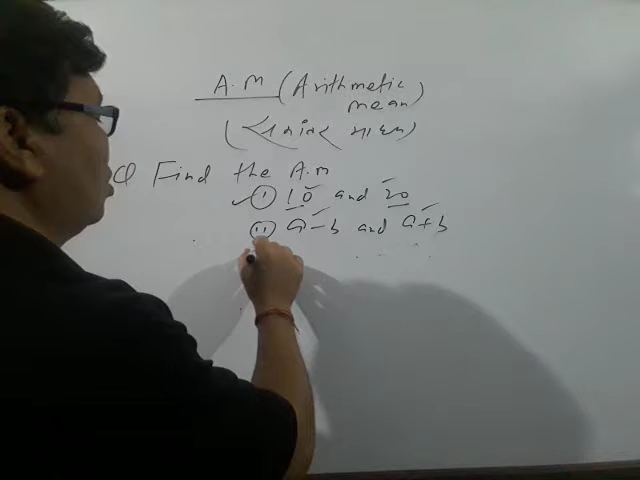 A.M (Arithmetic
mean)
Q Find the A.M
(i) 10 and 20
(ii) a-b and a+b